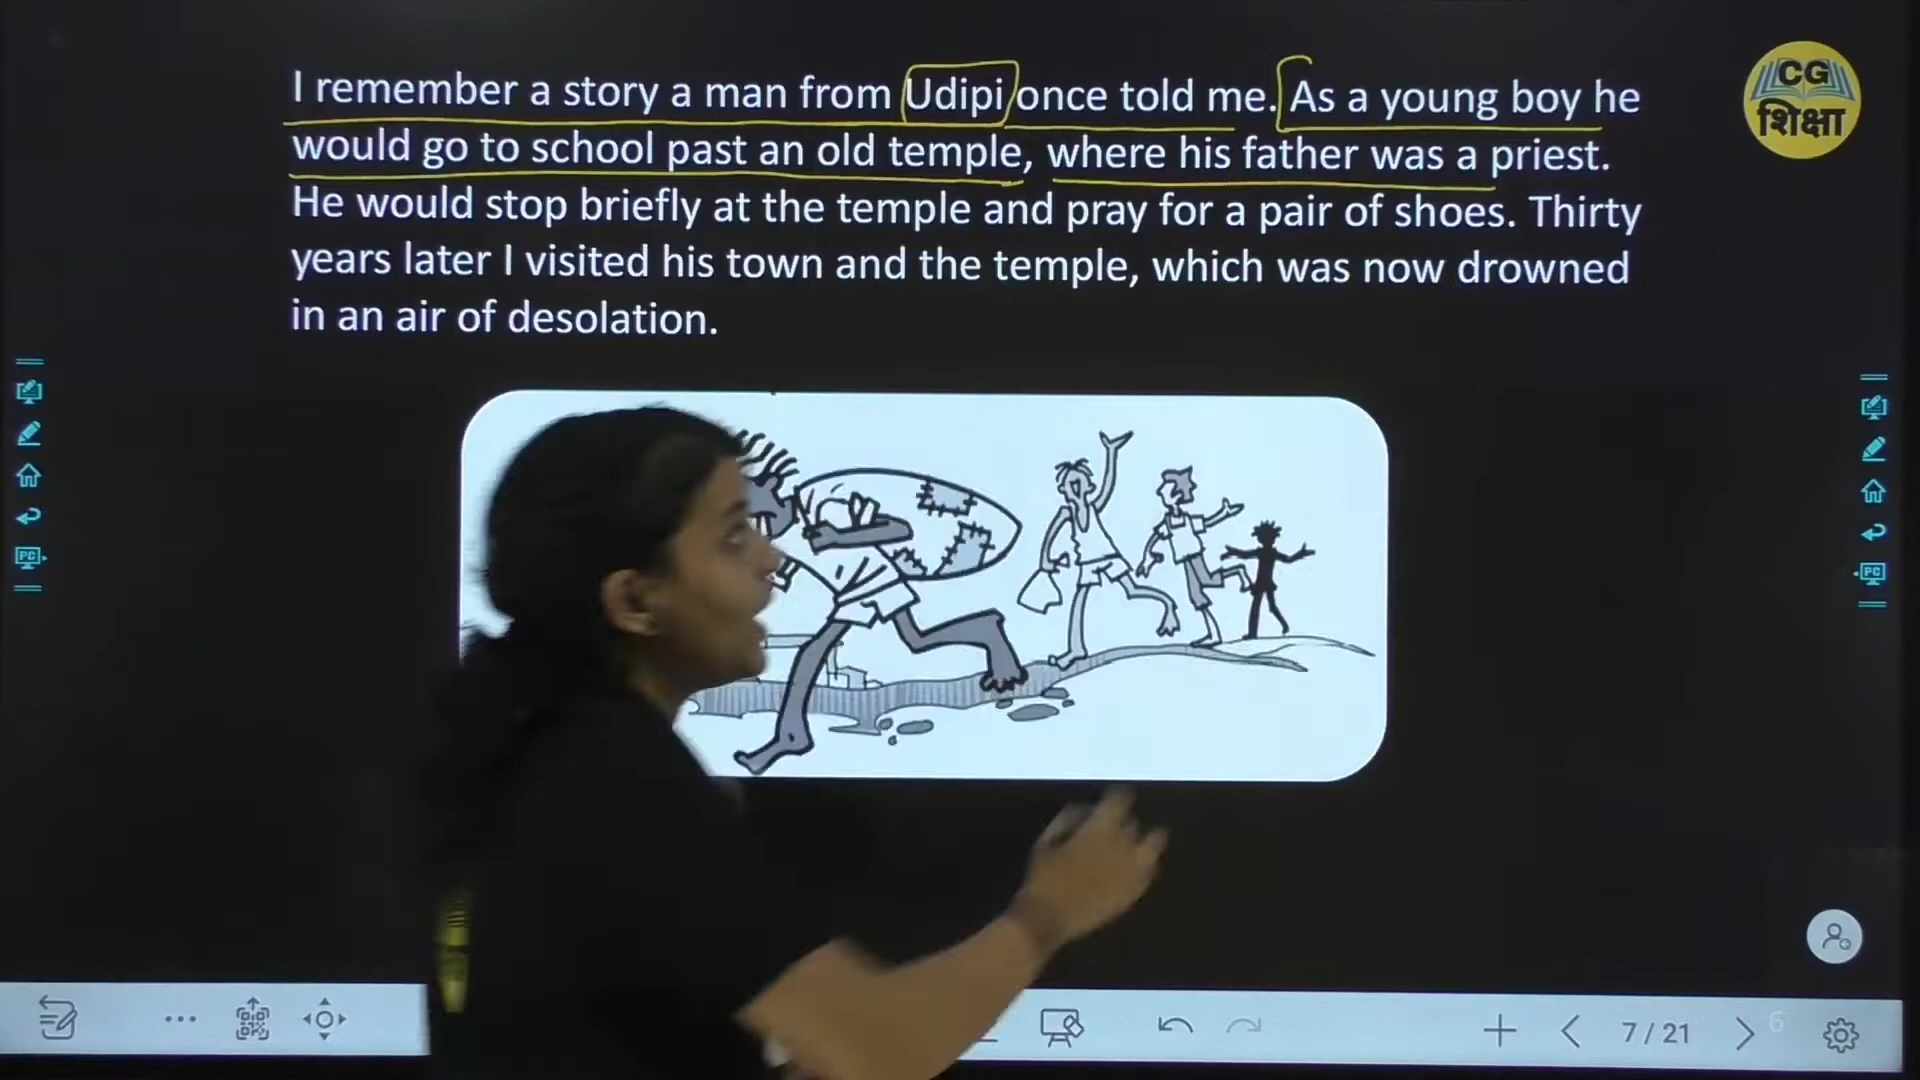 I remember a story a man from Udipi once told me. As a young boy he
would go to school past an old temple, where his father was a priest.
He would stop briefly at the temple and pray for a pair of shoes. Thirty
years later I visited his town and the temple, which was now drowned
in an air of desolation.
CG
शिक्षा
PC
PC
7 / 21
6